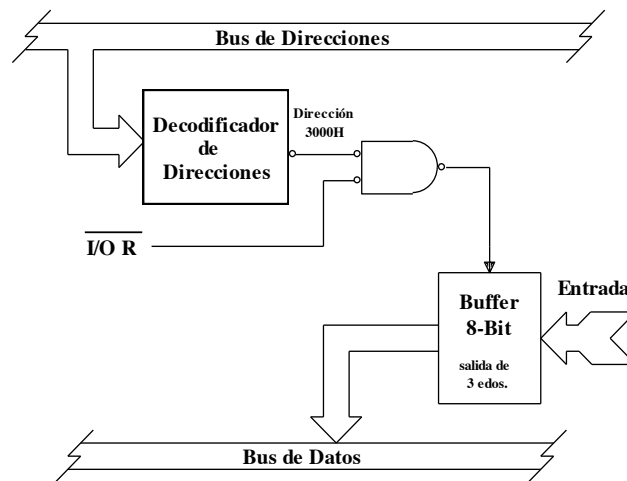 Bus de Direcciones
Decodificador
de
Direcciones
Dirección
3000H
I/O R
Buffer
8-Bit
salida de
3 edos.
Entrada
Bus de Datos